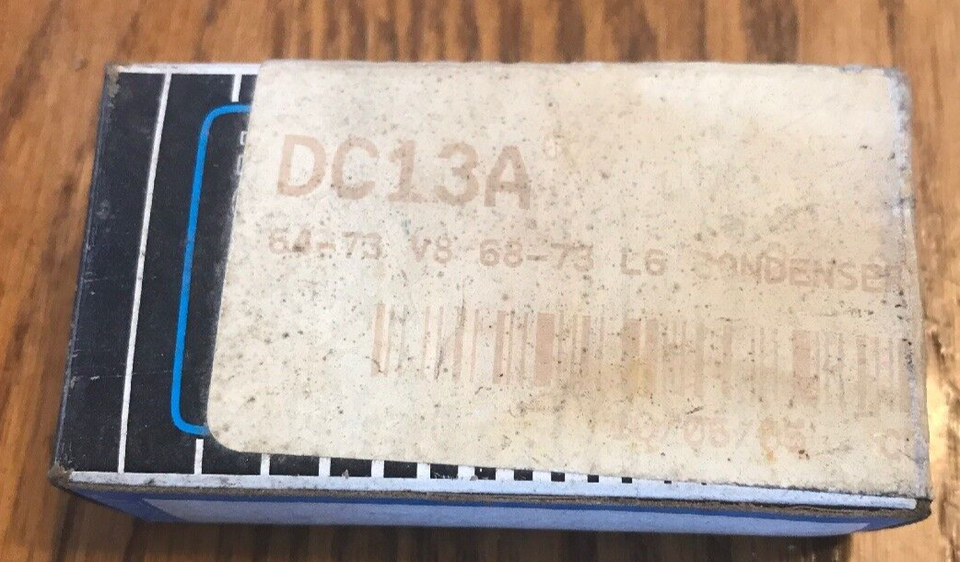 DC13A
64-73 V8 68-73 L6 CONDENSER